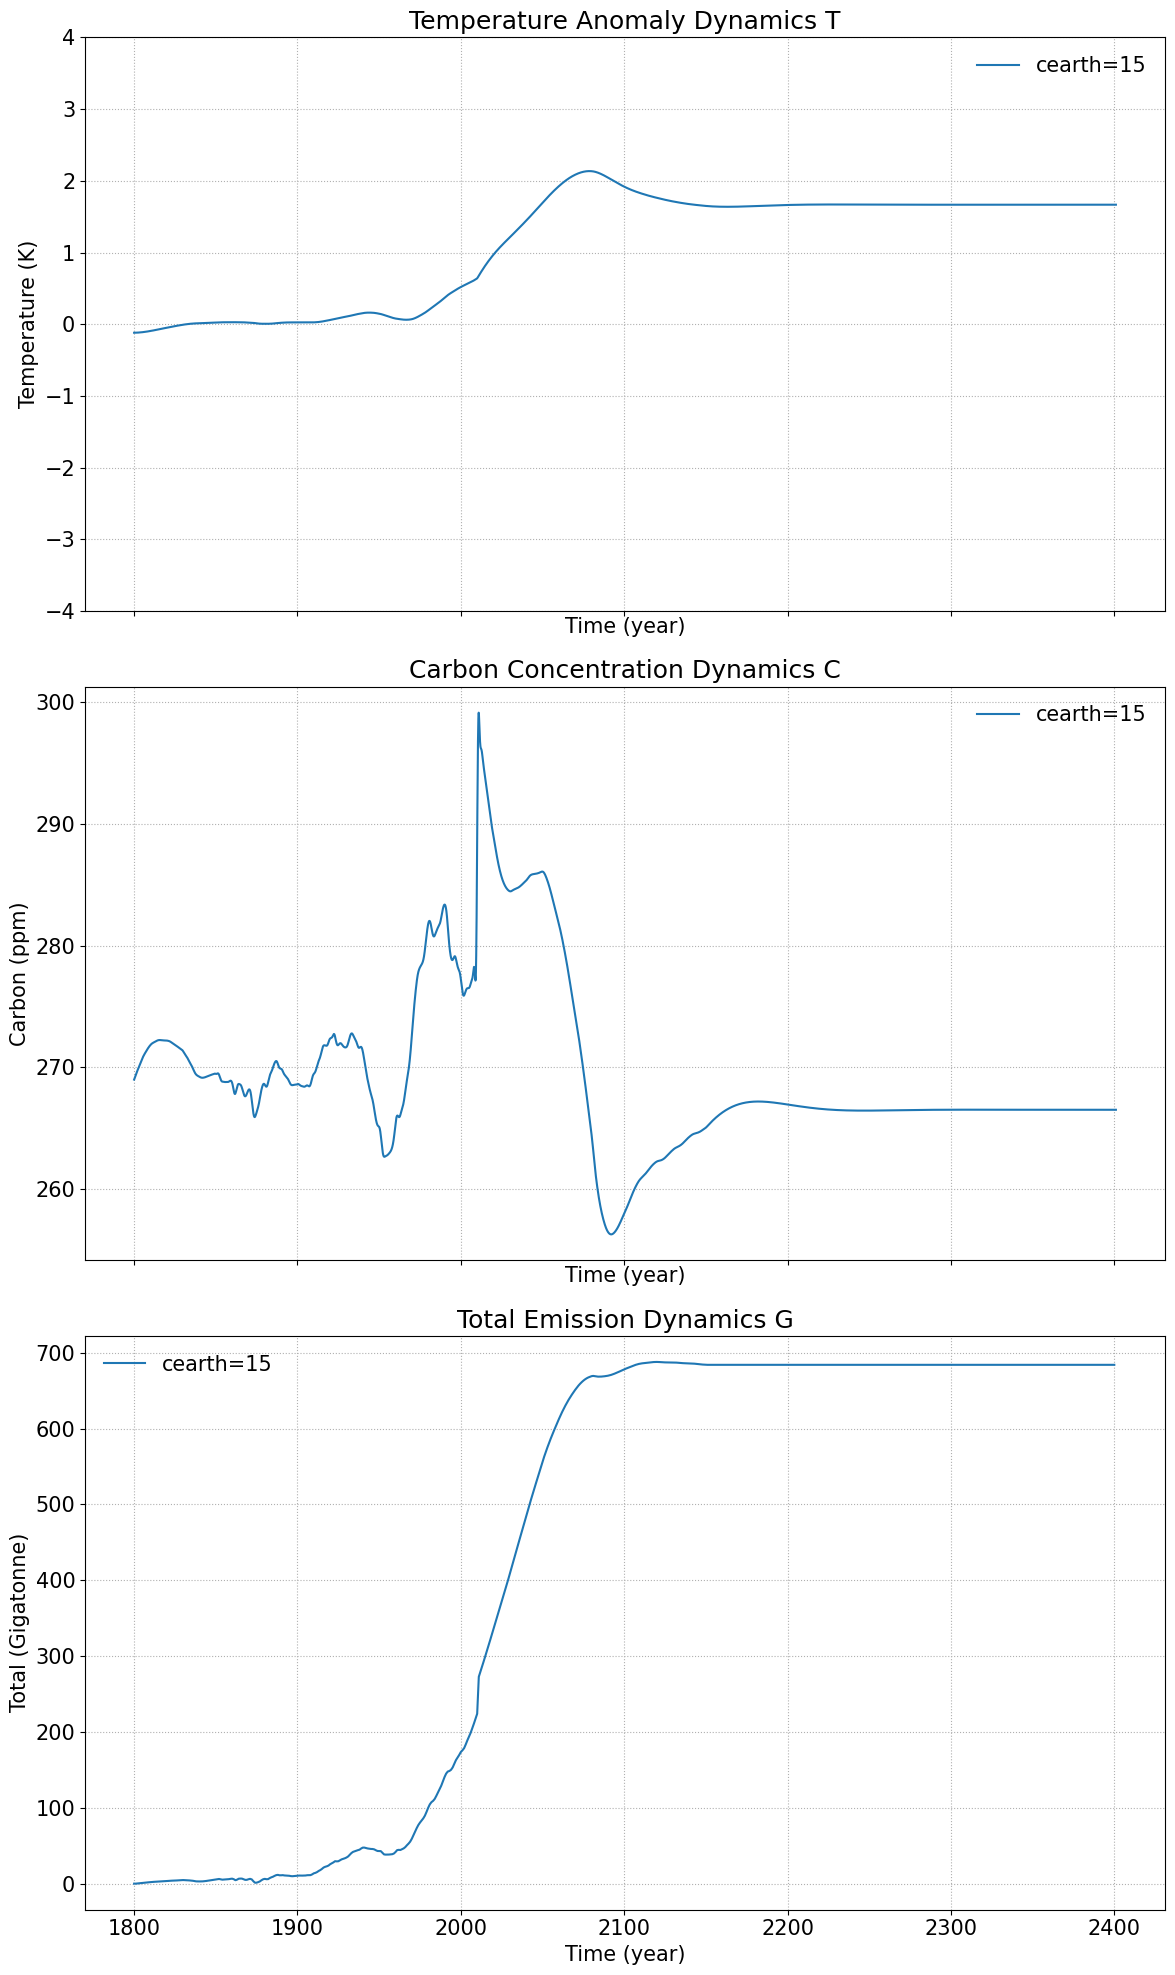 Temperature Anomaly Dynamics T
4
3
2
1
0
−1
−2
−3
−4
Temperature (K)
cearth=15
Time (year)
Carbon Concentration Dynamics C
300
290
280
270
260
Carbon (ppm)
cearth=15
Time (year)
Total Emission Dynamics G
700
600
500
400
300
200
100
0
Total (Gigatonne)
cearth=15
1800 1900 2000 2100 2200 2300 2400
Time (year)